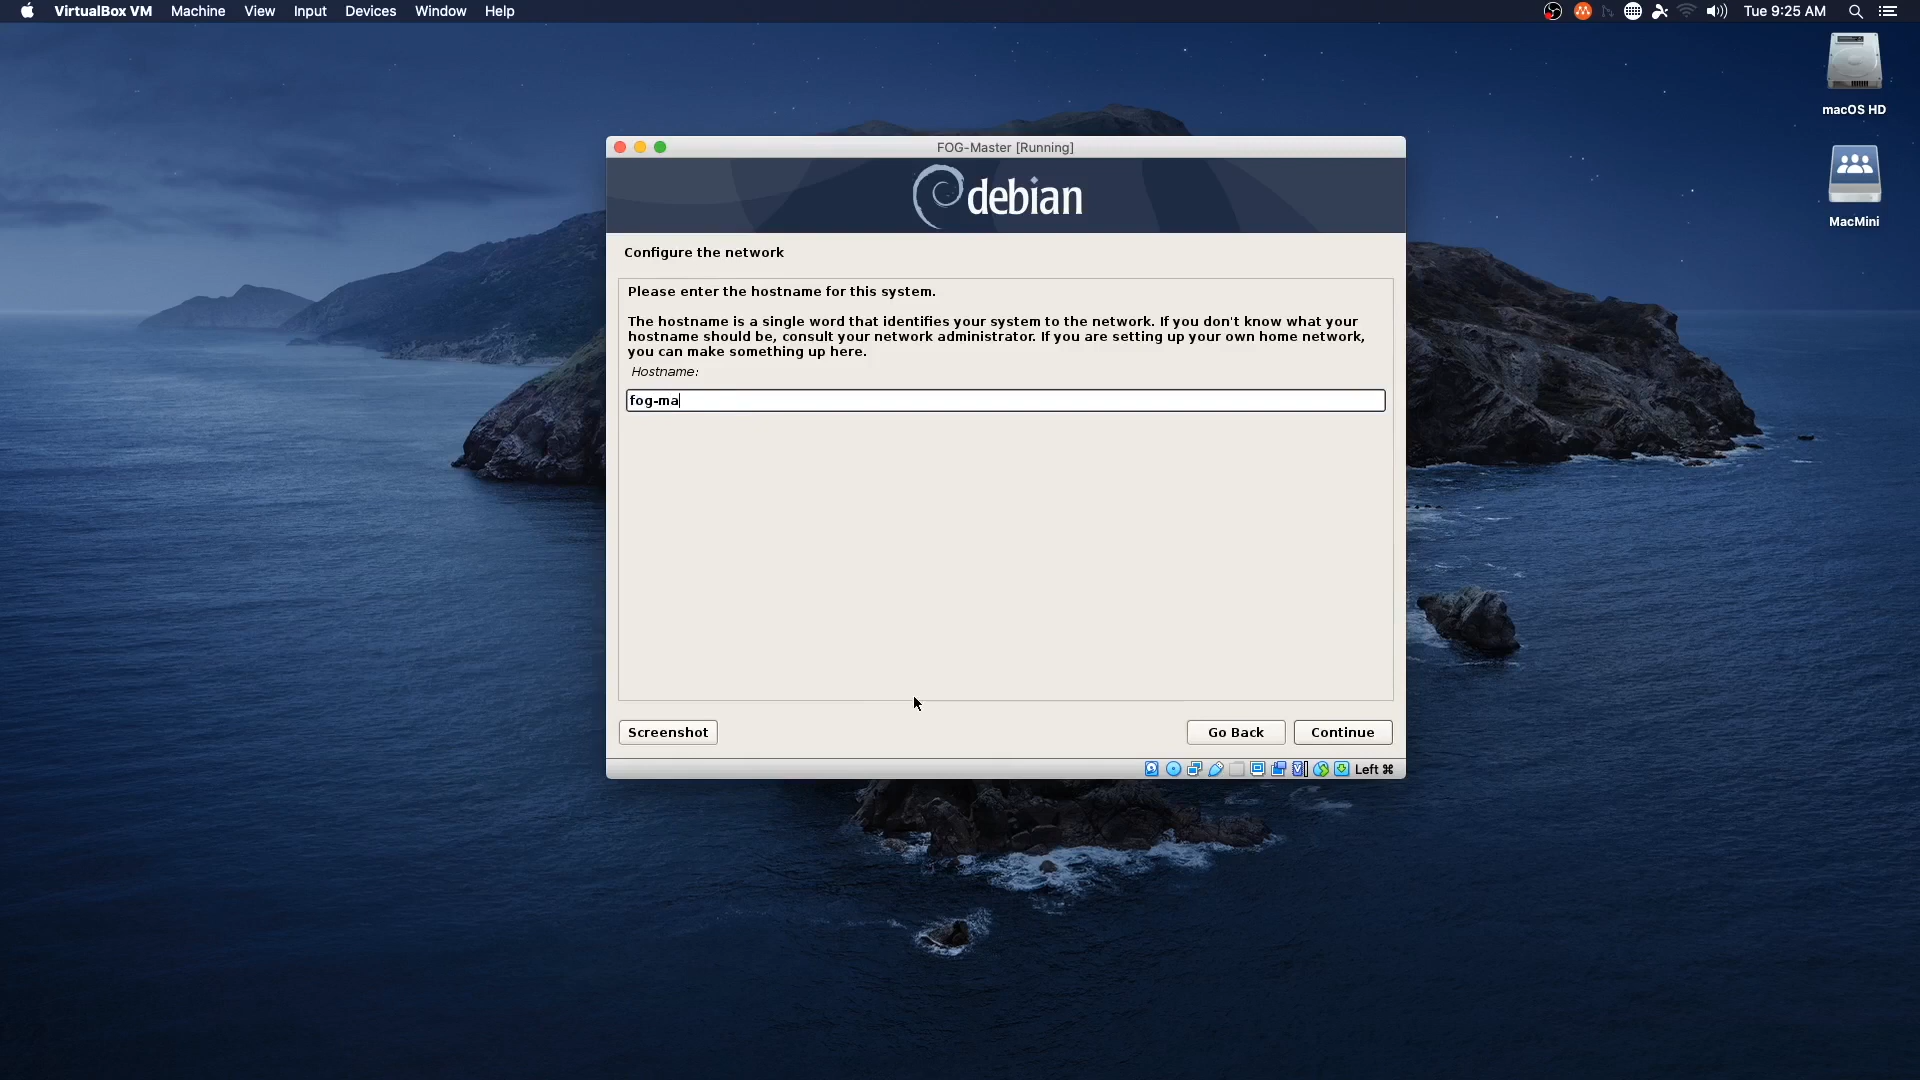 VirtualBox VM Machine View Input Devices Window Help Tue 9:25 AM
macOS HD
MacMini
FOG-Master [Running]
debian
Configure the network
Please enter the hostname for this system.
The hostname is a single word that identifies your system to the network. If you don't know what your
hostname should be, consult your network administrator. If you are setting up your own home network,
you can make something up here.
Hostname:
fog-ma
Screenshot Go Back Continue
Left ⌘